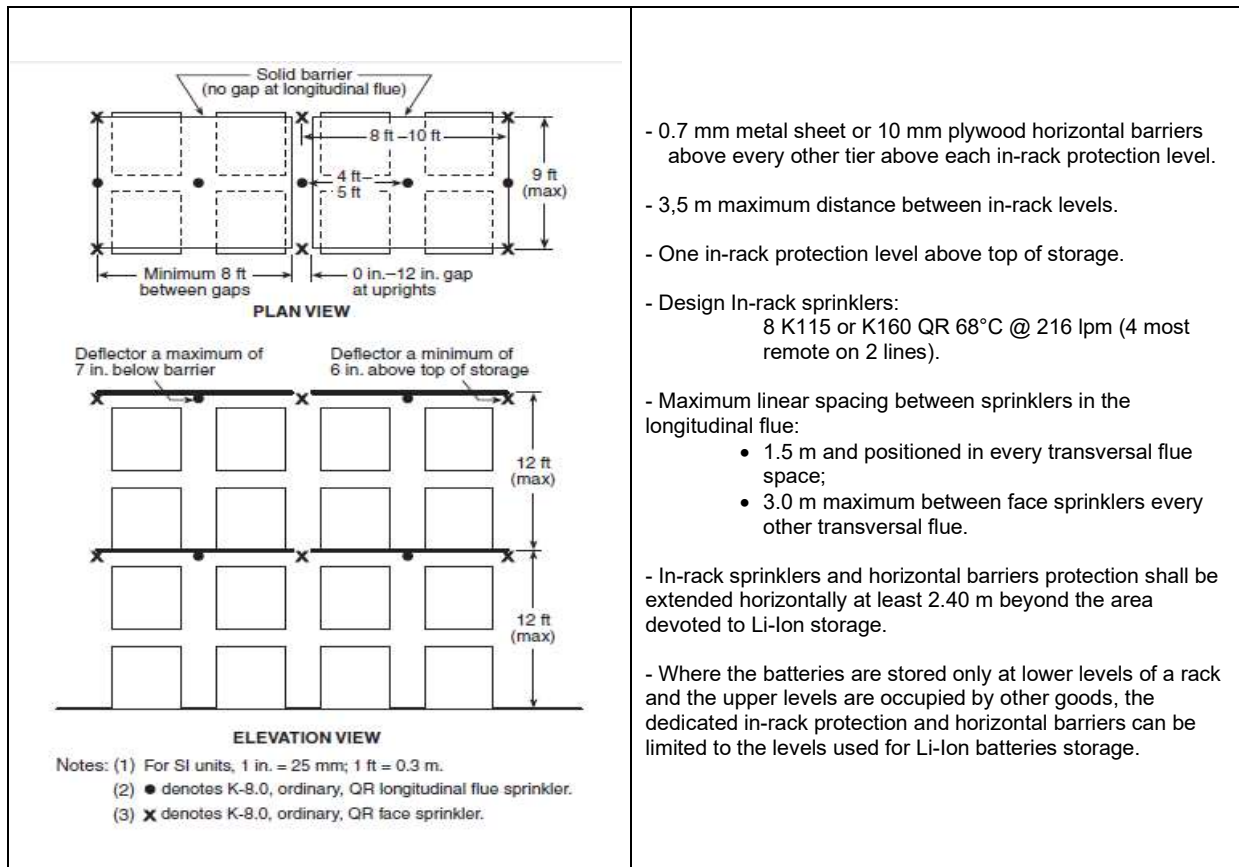 Solid barrier
(no gap at longitudinal flue)
8 ft –10 ft
4 ft–
5 ft
9 ft
(max)
Minimum 8 ft
between gaps
0 in.–12 in. gap
at uprights
PLAN VIEW
Deflector a maximum of
7 in. below barrier
Deflector a minimum of
6 in. above top of storage
12 ft
(max)
12 ft
(max)
ELEVATION VIEW
Notes: (1) For SI units, 1 in. = 25 mm; 1 ft = 0.3 m.
(2) ● denotes K-8.0, ordinary, QR longitudinal flue sprinkler.
(3) x denotes K-8.0, ordinary, QR face sprinkler.
- 0.7 mm metal sheet or 10 mm plywood horizontal barriers
above every other tier above each in-rack protection level.
- 3,5 m maximum distance between in-rack levels.
- One in-rack protection level above top of storage.
- Design In-rack sprinklers:
8 K115 or K160 QR 68°C @ 216 lpm (4 most
remote on 2 lines).
- Maximum linear spacing between sprinklers in the
longitudinal flue:
• 1.5 m and positioned in every transversal flue
space;
• 3.0 m maximum between face sprinklers every
other transversal flue.
- In-rack sprinklers and horizontal barriers protection shall be
extended horizontally at least 2.40 m beyond the area
devoted to Li-Ion storage.
- Where the batteries are stored only at lower levels of a rack
and the upper levels are occupied by other goods, the
dedicated in-rack protection and horizontal barriers can be
limited to the levels used for Li-Ion batteries storage.